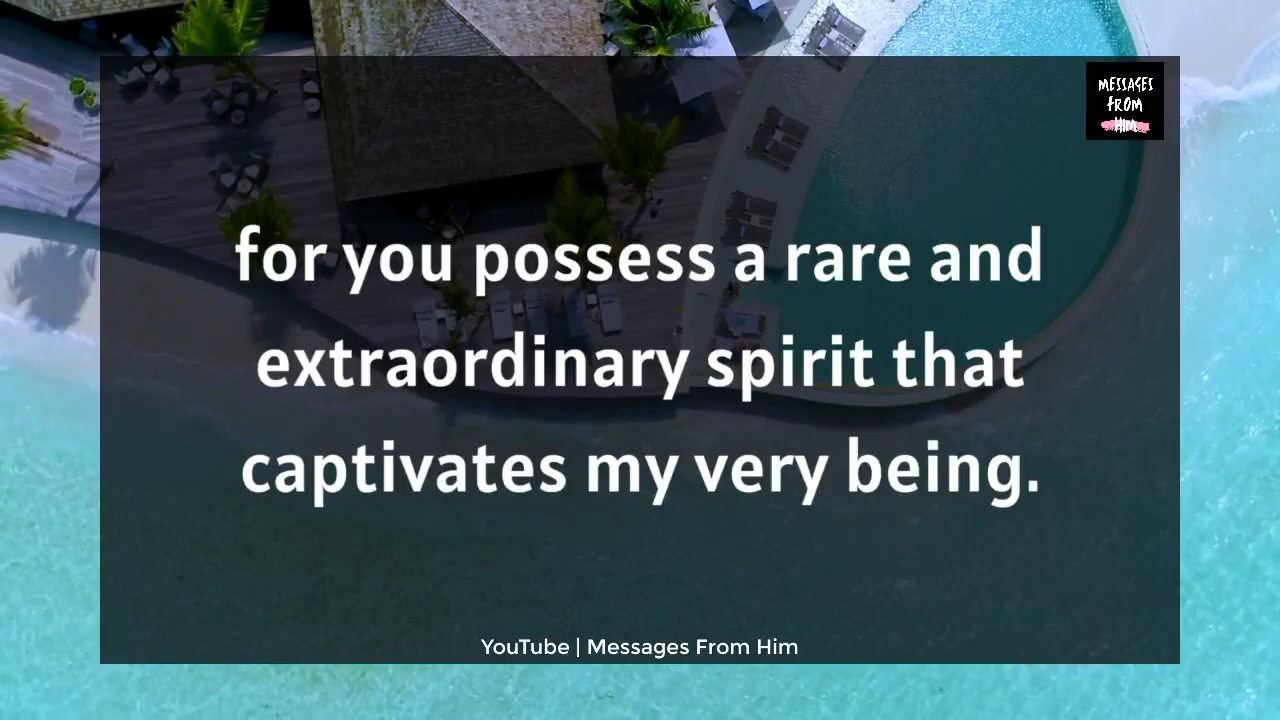 MESSAGES
FROM
HIM
for you possess a rare and
extraordinary spirit that
captivates my very being.
YouTube | Messages From Him